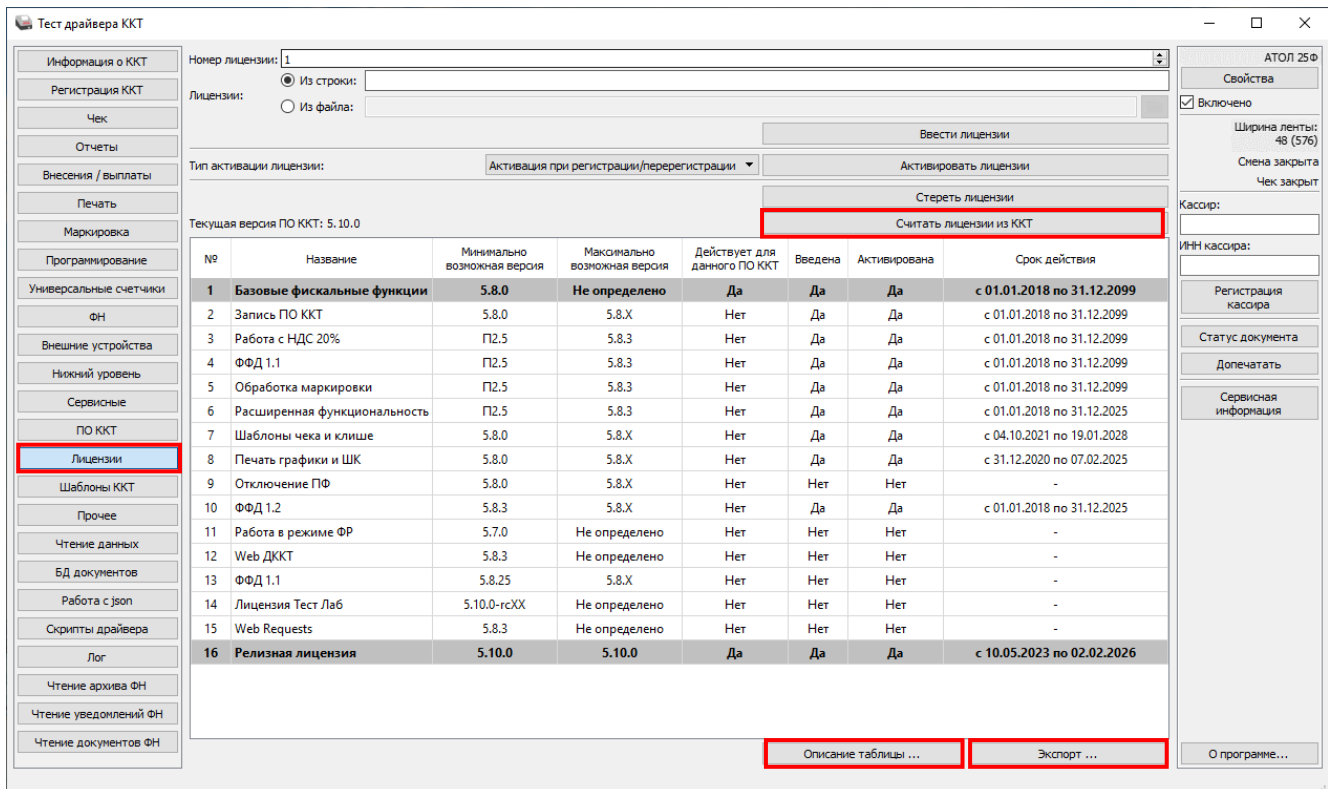 Тест драйвера ККТ
Информация о ККТ
Регистрация ККТ
Чек
Отчеты
Внесения / выплаты
Печать
Маркировка
Программирование
Универсальные счетчики
ФН
Внешние устройства
Нижний уровень
Сервисные
ПО ККТ
Лицензии
Шаблоны ККТ
Прочее
Чтение данных
БД документов
Работа с json
Скрипты драйвера
Лог
Чтение архива ФН
Чтение уведомлений ФН
Чтение документов ФН
Номер лицензии: 1
Лицензии:
Из строки:
Из файла:
Ввести лицензии
Тип активации лицензии: Активация при регистрации/перерегистрации Активировать лицензии
Стереть лицензии
Текущая версия ПО ККТ: 5.10.0 Считать лицензии из ККТ
№ Название Минимально возможная версия Максимально возможная версия Действует для данного ПО ККТ Введена Активирована Срок действия
1 Базовые фискальные функции 5.8.0 Не определено Да Да Да с 01.01.2018 по 31.12.2099
2 Запись ПО ККТ 5.8.0 5.8.X Нет Да Да с 01.01.2018 по 31.12.2099
3 Работа с НДС 20% П2.5 5.8.3 Нет Да Да с 01.01.2018 по 31.12.2099
4 ФФД 1.1 П2.5 5.8.3 Нет Да Да с 01.01.2018 по 31.12.2099
5 Обработка маркировки П2.5 5.8.3 Нет Да Да с 01.01.2018 по 31.12.2099
6 Расширенная функциональность П2.5 5.8.3 Нет Да Да с 01.01.2018 по 31.12.2025
7 Шаблоны чека и клише 5.8.0 5.8.X Нет Да Да с 04.10.2021 по 19.01.2028
8 Печать графики и ШК 5.8.0 5.8.X Нет Да Да с 31.12.2020 по 07.02.2025
9 Отключение ПФ 5.8.0 5.8.X Нет Нет Нет -
10 ФФД 1.2 5.8.3 5.8.X Нет Да Да с 01.01.2018 по 31.12.2025
11 Работа в режиме ФР 5.7.0 Не определено Нет Нет Нет -
12 Web ДККТ 5.8.3 Не определено Нет Нет Нет -
13 ФФД 1.1 5.8.25 5.8.X Нет Нет Нет -
14 Лицензия Тест Лаб 5.10.0-rcXX Не определено Нет Нет Нет -
15 Web Requests 5.8.3 Не определено Нет Нет Нет -
16 Релизная лицензия 5.10.0 5.10.0 Да Да Да с 10.05.2023 по 02.02.2026
Описание таблицы ... Экспорт ...
АТОЛ 25Ф
Свойства
Включено
Ширина ленты:
48 (576)
Смена закрыта
Чек закрыт
Кассир:
ИНН кассира:
Регистрация
кассира
Статус документа
Допечатать
Сервисная
информация
О программе...